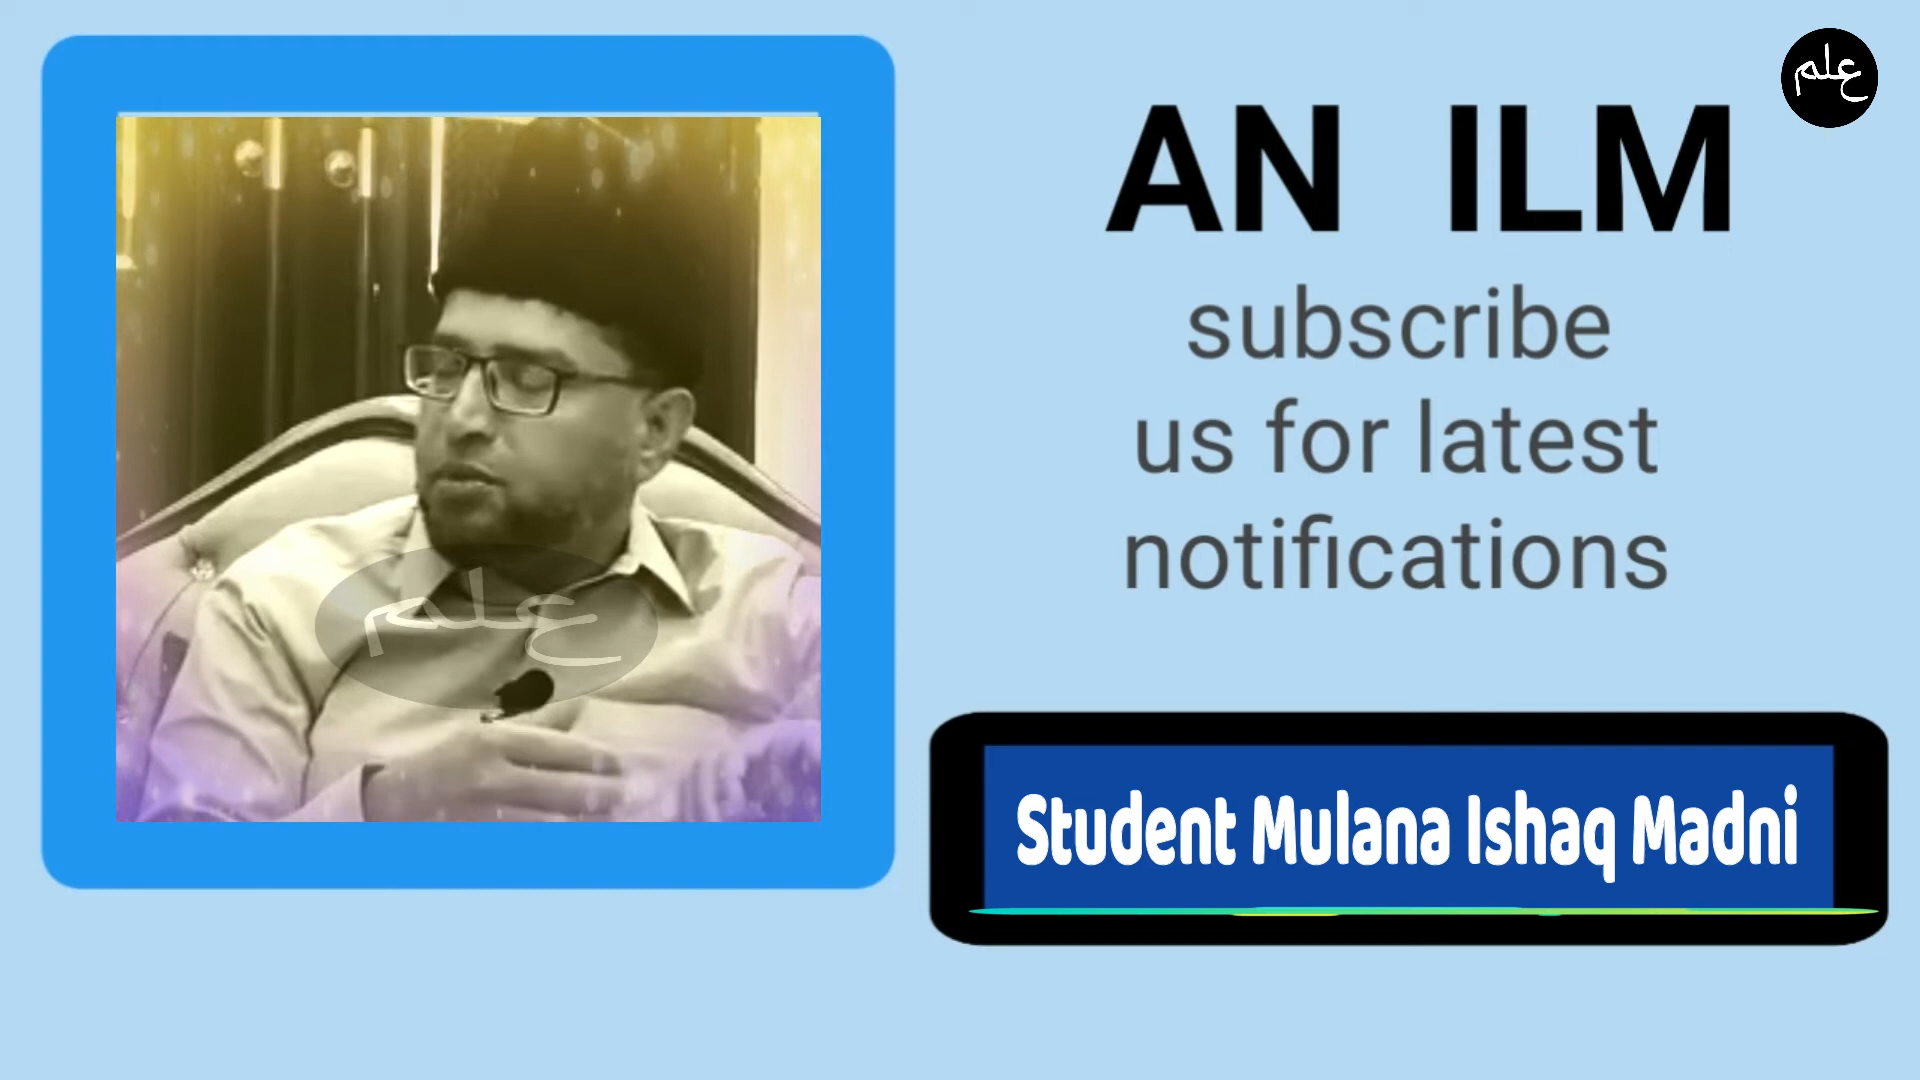 علم
AN ILM
subscribe
us for latest
notifications
علم
Student Mulana Ishaq Madni